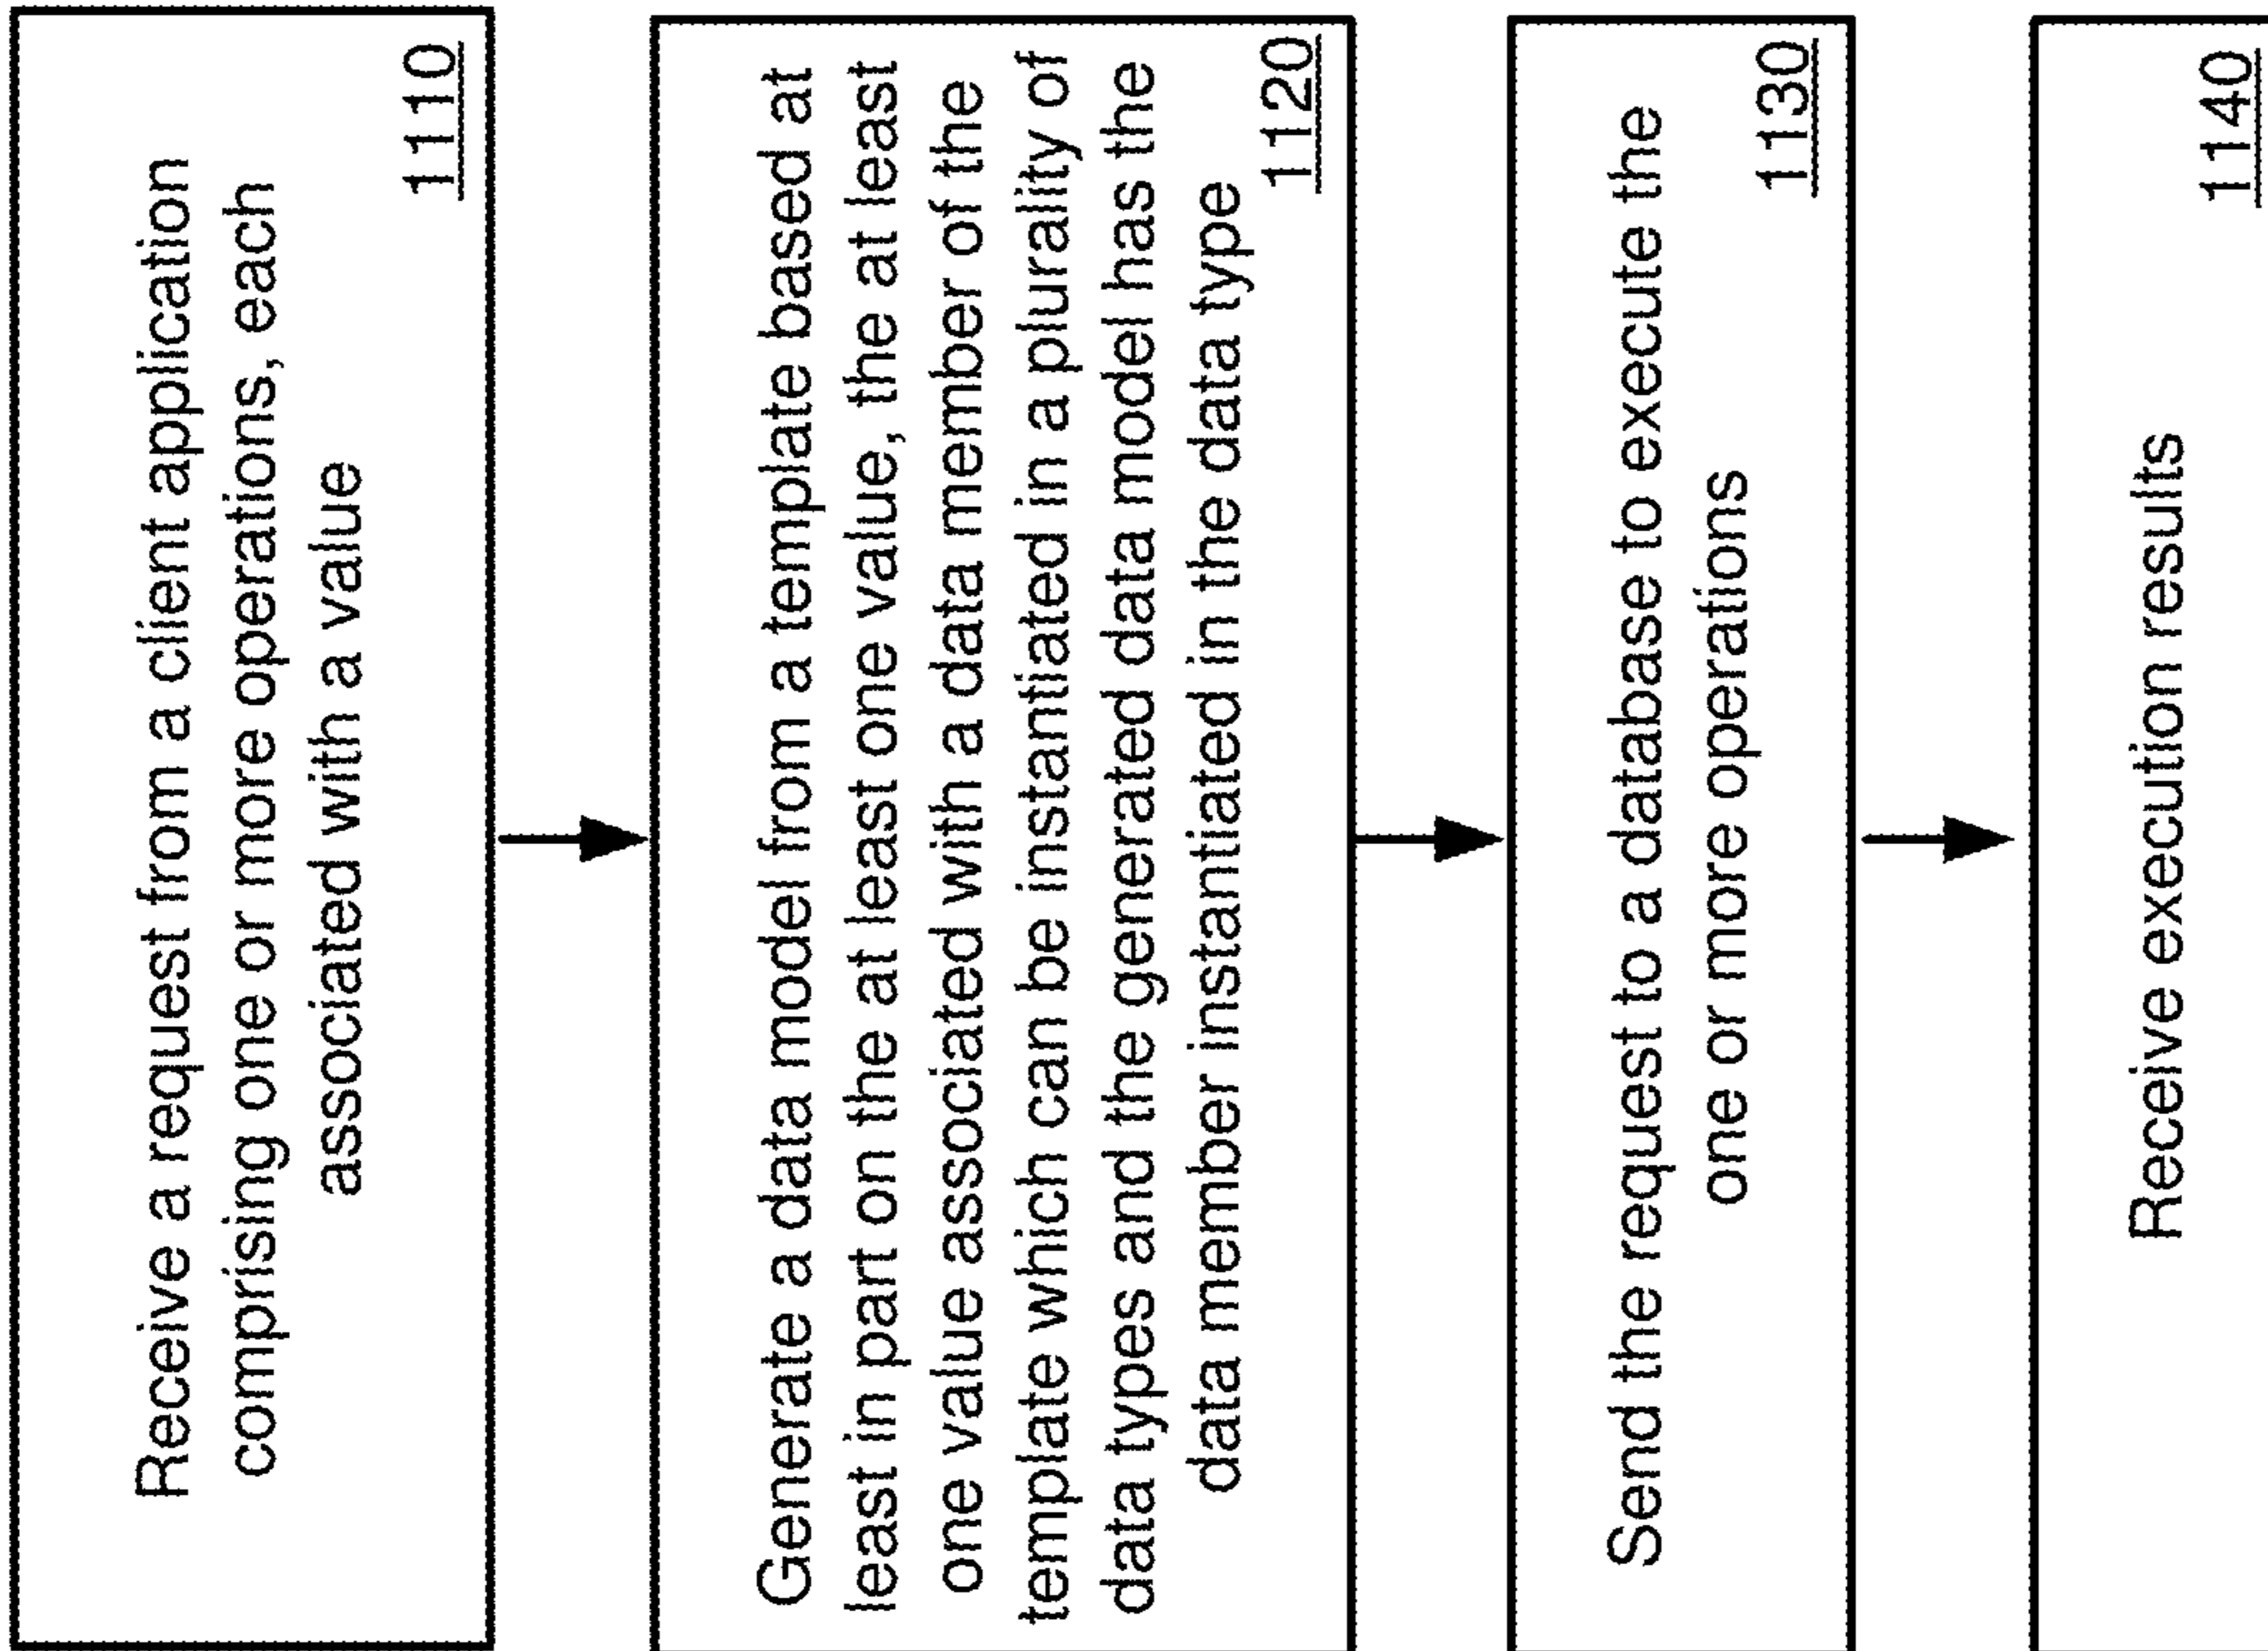 Receive a request from a client application
comprising one or more operations, each
associated with a value
1110
Generate a data model from a template based at
least in part on the at least one value, the at least
one value associated with a data member of the
template which can be instantiated in a plurality of
data types and the generated data model has the
data member instantiated in the data type
1120
Send the request to a database to execute the
one or more operations
1130
Receive execution results
1140